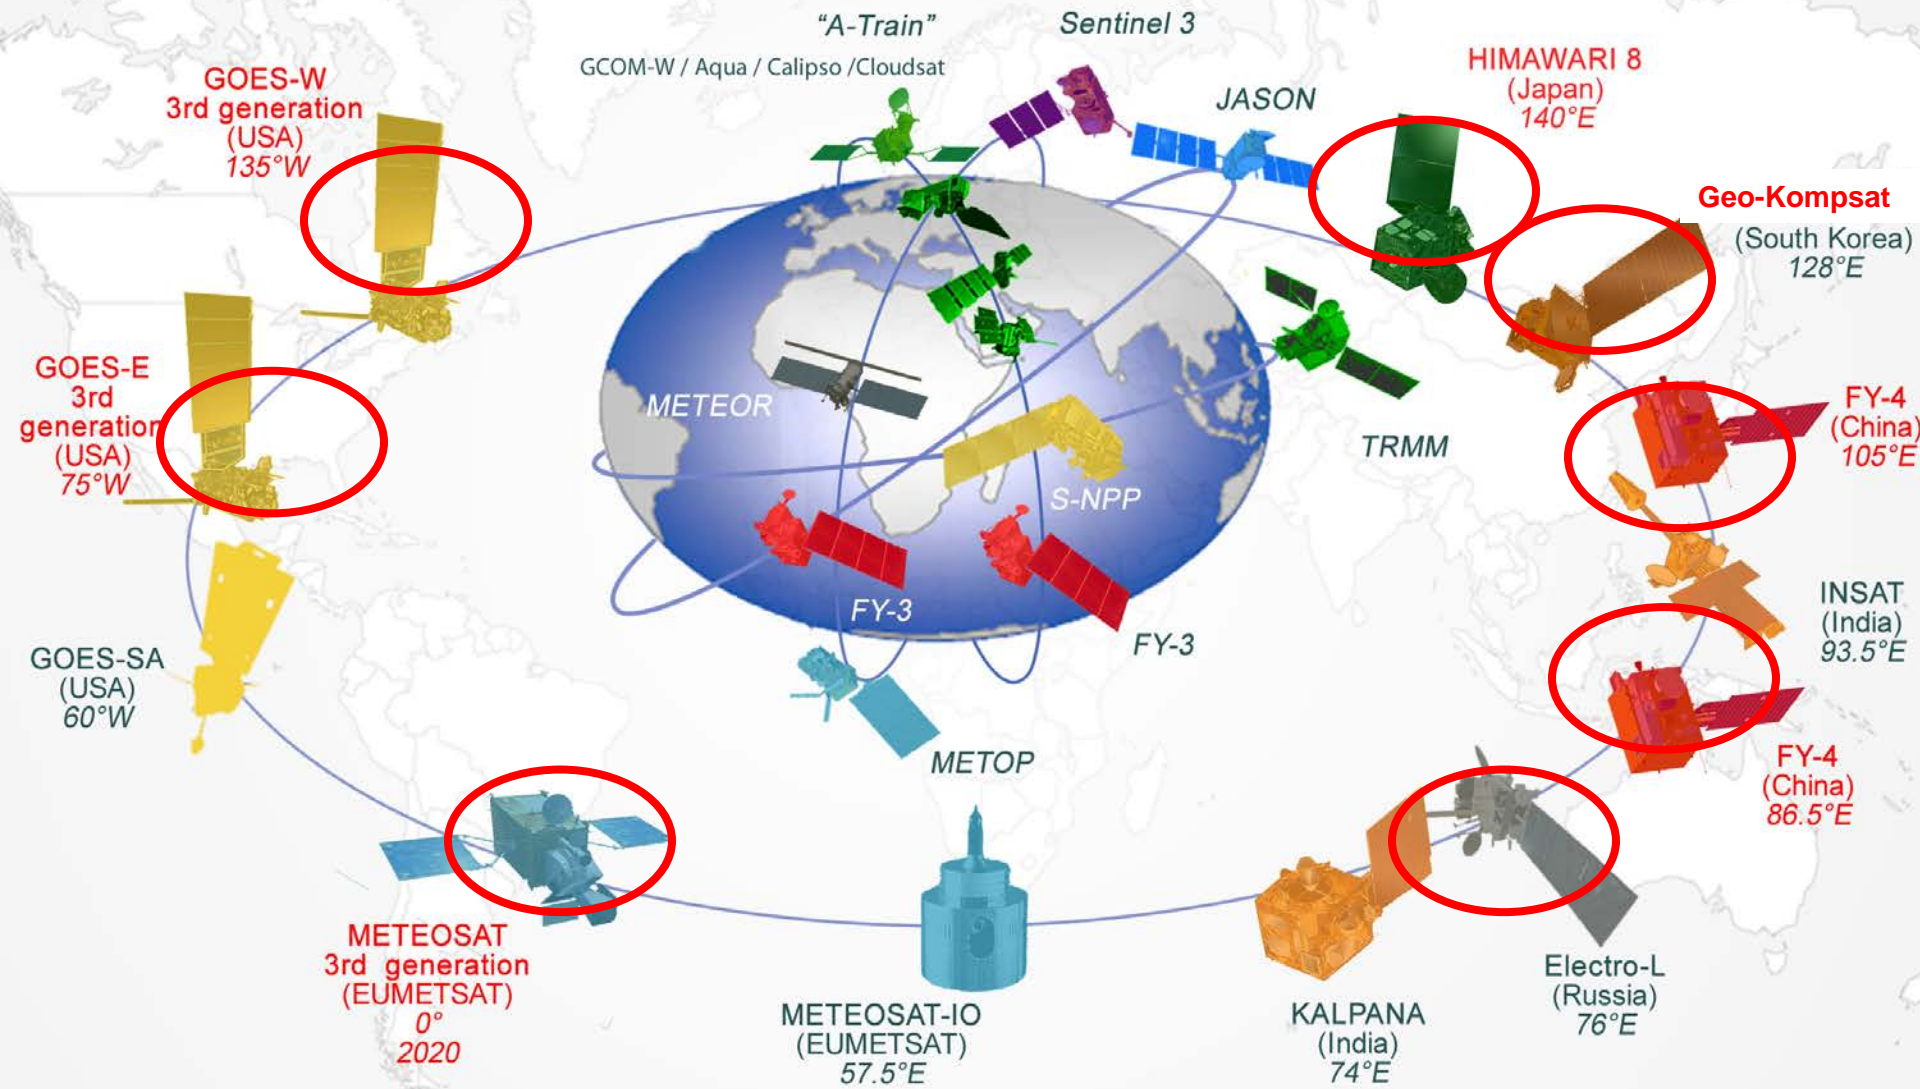 “A-Train”
GCOM-W / Aqua / Calipso /Cloudsat
Sentinel 3
JASON
HIMAWARI 8
(Japan)
140°E
GOES-W
3rd generation
(USA)
135°W
Geo-Kompsat
(South Korea)
128°E
GOES-E
3rd
generation
(USA)
75°W
METEOR
TRMM
FY-4
(China)
105°E
S-NPP
FY-3
FY-3
INSAT
(India)
93.5°E
GOES-SA
(USA)
60°W
METOP
FY-4
(China)
86.5°E
METEOSAT
3rd generation
(EUMETSAT)
0°
2020
METEOSAT-IO
(EUMETSAT)
57.5°E
KALPANA
(India)
74°E
Electro-L
(Russia)
76°E